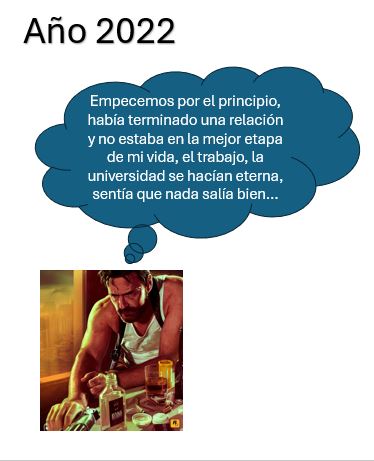 Año 2022
Empecemos por el principio,
había terminado una relación
y no estaba en la mejor etapa
de mi vida, el trabajo, la
universidad se hacían eterna,
sentía que nada salía bien...